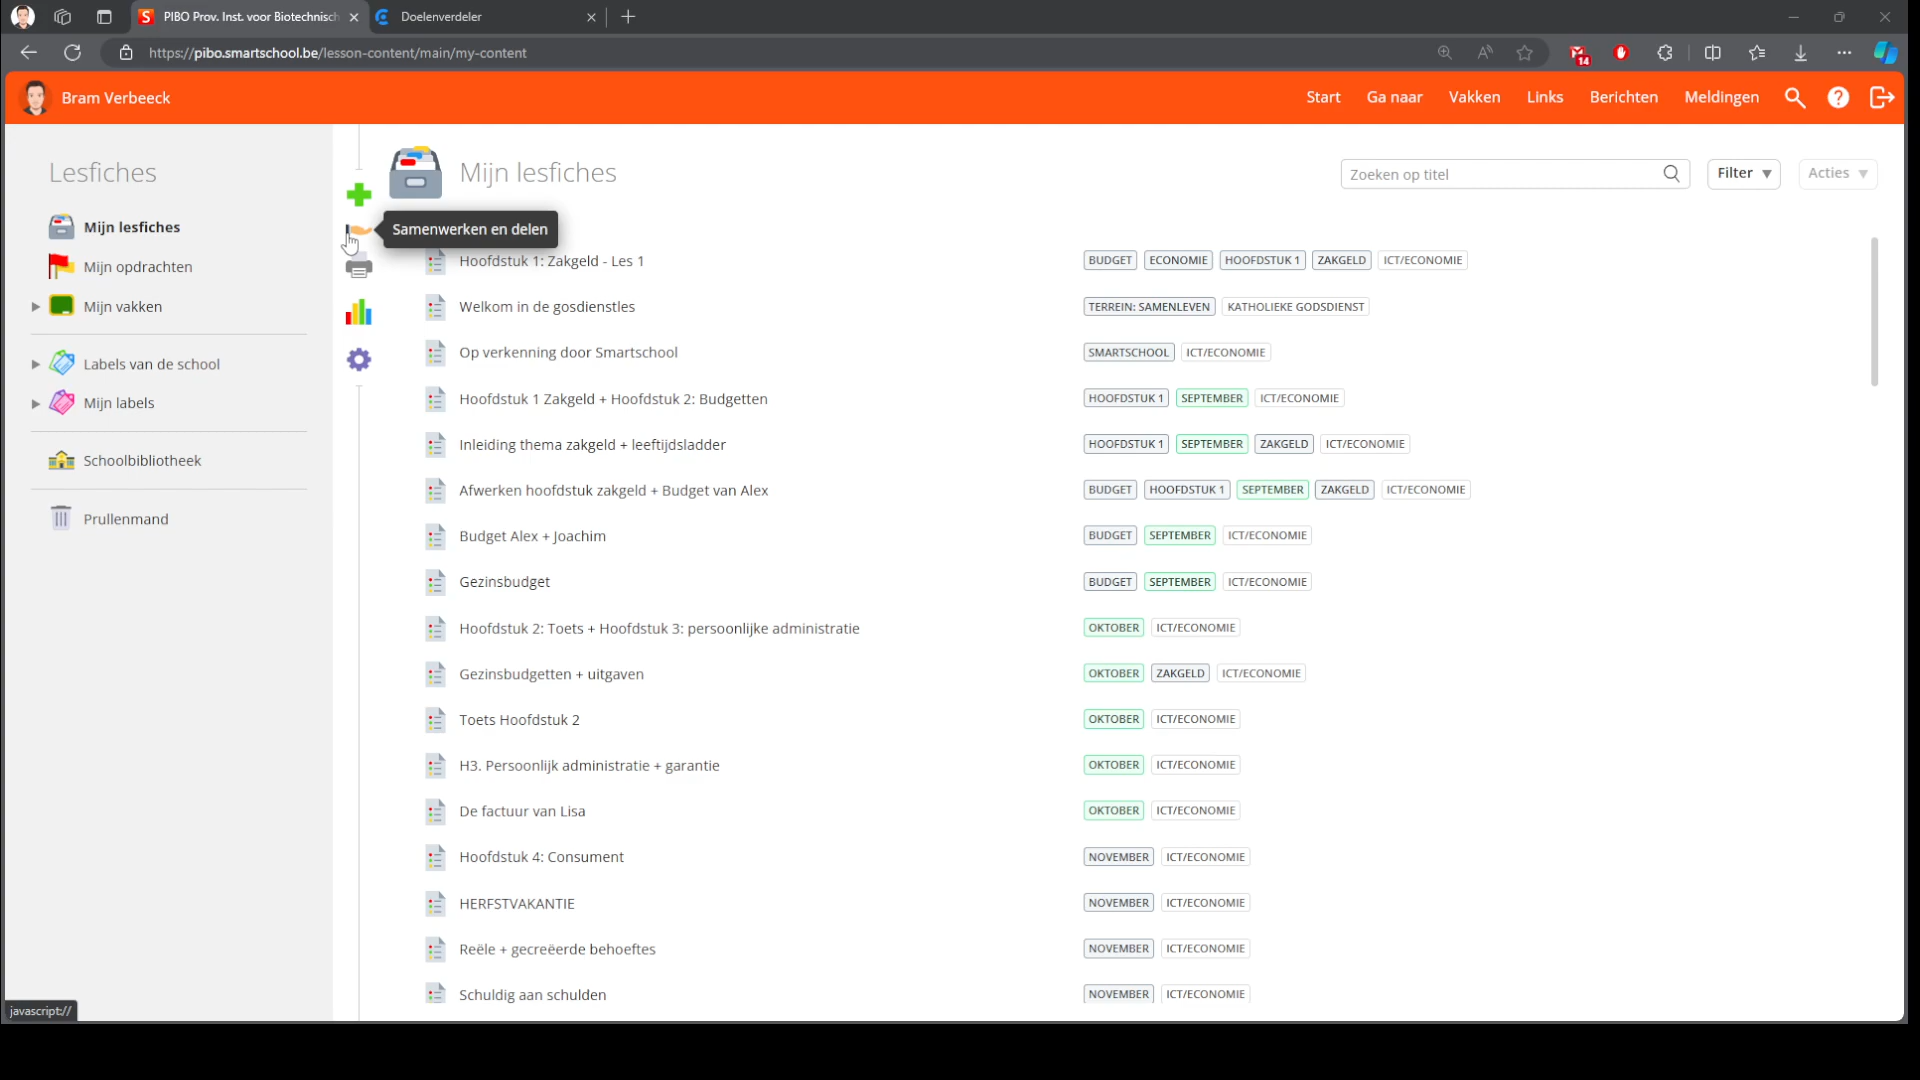 PIBO Prov. Inst. voor Biotechnisch
Doelenverdeler
https://pibo.smartschool.be/lesson-content/main/my-content
14
Bram Verbeeck
Start Ga naar Vakken Links Berichten Meldingen
Lesfiches
Mijn lesfiches
Mijn opdrachten
Mijn vakken
Labels van de school
Mijn labels
Schoolbibliotheek
Prullenmand
Mijn lesfiches
Zoeken op titel
Filter
Acties
Samenwerken en delen
Hoofdstuk 1: Zakgeld - Les 1 BUDGET ECONOMIE HOOFDSTUK 1 ZAKGELD ICT/ECONOMIE
Welkom in de gosdienstles TERREIN: SAMENLEVEN KATHOLIEKE GODSDIENST
Op verkenning door Smartschool SMARTSCHOOL ICT/ECONOMIE
Hoofdstuk 1 Zakgeld + Hoofdstuk 2: Budgetten HOOFDSTUK 1 SEPTEMBER ICT/ECONOMIE
Inleiding thema zakgeld + leeftijdsladder HOOFDSTUK 1 SEPTEMBER ZAKGELD ICT/ECONOMIE
Afwerken hoofdstuk zakgeld + Budget van Alex BUDGET HOOFDSTUK 1 SEPTEMBER ZAKGELD ICT/ECONOMIE
Budget Alex + Joachim BUDGET SEPTEMBER ICT/ECONOMIE
Gezinsbudget BUDGET SEPTEMBER ICT/ECONOMIE
Hoofdstuk 2: Toets + Hoofdstuk 3: persoonlijke administratie OKTOBER ICT/ECONOMIE
Gezinsbudgetten + uitgaven OKTOBER ZAKGELD ICT/ECONOMIE
Toets Hoofdstuk 2 OKTOBER ICT/ECONOMIE
H3. Persoonlijk administratie + garantie OKTOBER ICT/ECONOMIE
De factuur van Lisa OKTOBER ICT/ECONOMIE
Hoofdstuk 4: Consument NOVEMBER ICT/ECONOMIE
HERFSTVAKANTIE NOVEMBER ICT/ECONOMIE
Reële + gecreëerde behoeftes NOVEMBER ICT/ECONOMIE
Schuldig aan schulden NOVEMBER ICT/ECONOMIE
javascript://